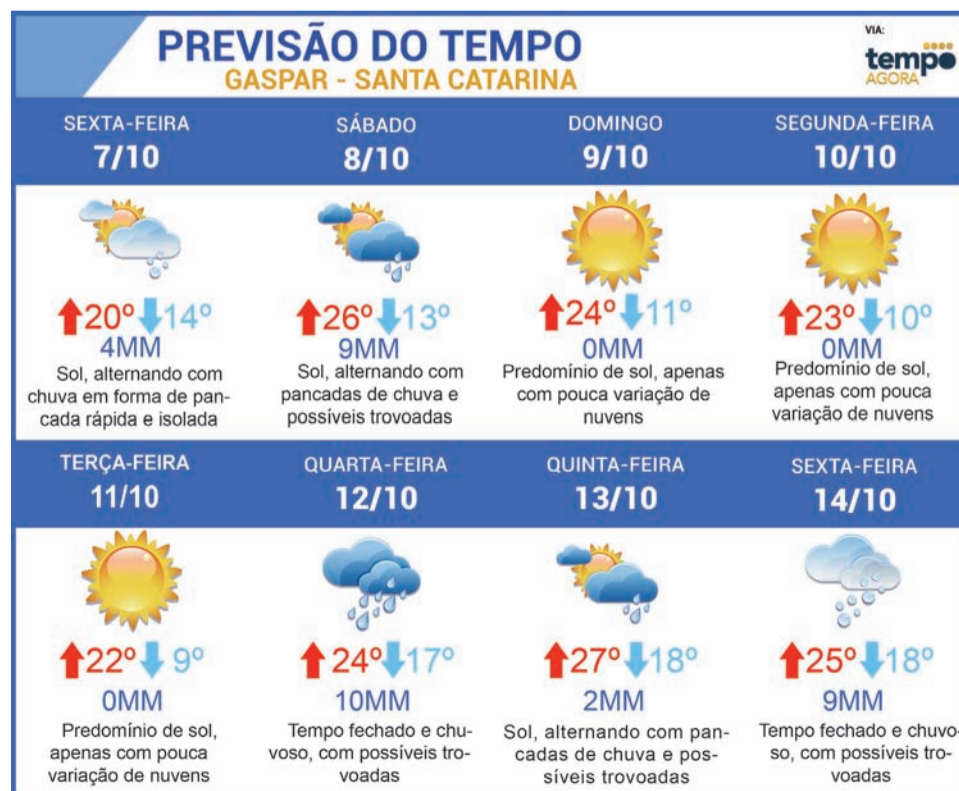 PREVISÃO DO TEMPO
GASPAR - SANTA CATARINA
VIA:
tempo
AGORA
SEXTA-FEIRA
7/10
20º 14º
4MM
Sol, alternando com
chuva em forma de pan-
cada rápida e isolada
SÁBADO
8/10
26º 13º
9MM
Sol, alternando com
pancadas de chuva e
possíveis trovoadas
DOMINGO
9/10
24º 11º
0MM
Predomínio de sol, apenas
com pouca variação de
nuvens
SEGUNDA-FEIRA
10/10
23º 10º
0MM
Predomínio de sol,
apenas com pouca
variação de nuvens
TERÇA-FEIRA
11/10
22º 9º
0MM
Predomínio de sol,
apenas com pouca
variação de nuvens
QUARTA-FEIRA
12/10
24º 17º
10MM
Tempo fechado e chu-
voso, com possíveis tro-
voadas
QUINTA-FEIRA
13/10
27º 18º
2MM
Sol, alternando com pan-
cadas de chuva e pos-
síveis trovoadas
SEXTA-FEIRA
14/10
25º 18º
9MM
Tempo fechado e chuvo-
so, com possíveis tro-
voadas